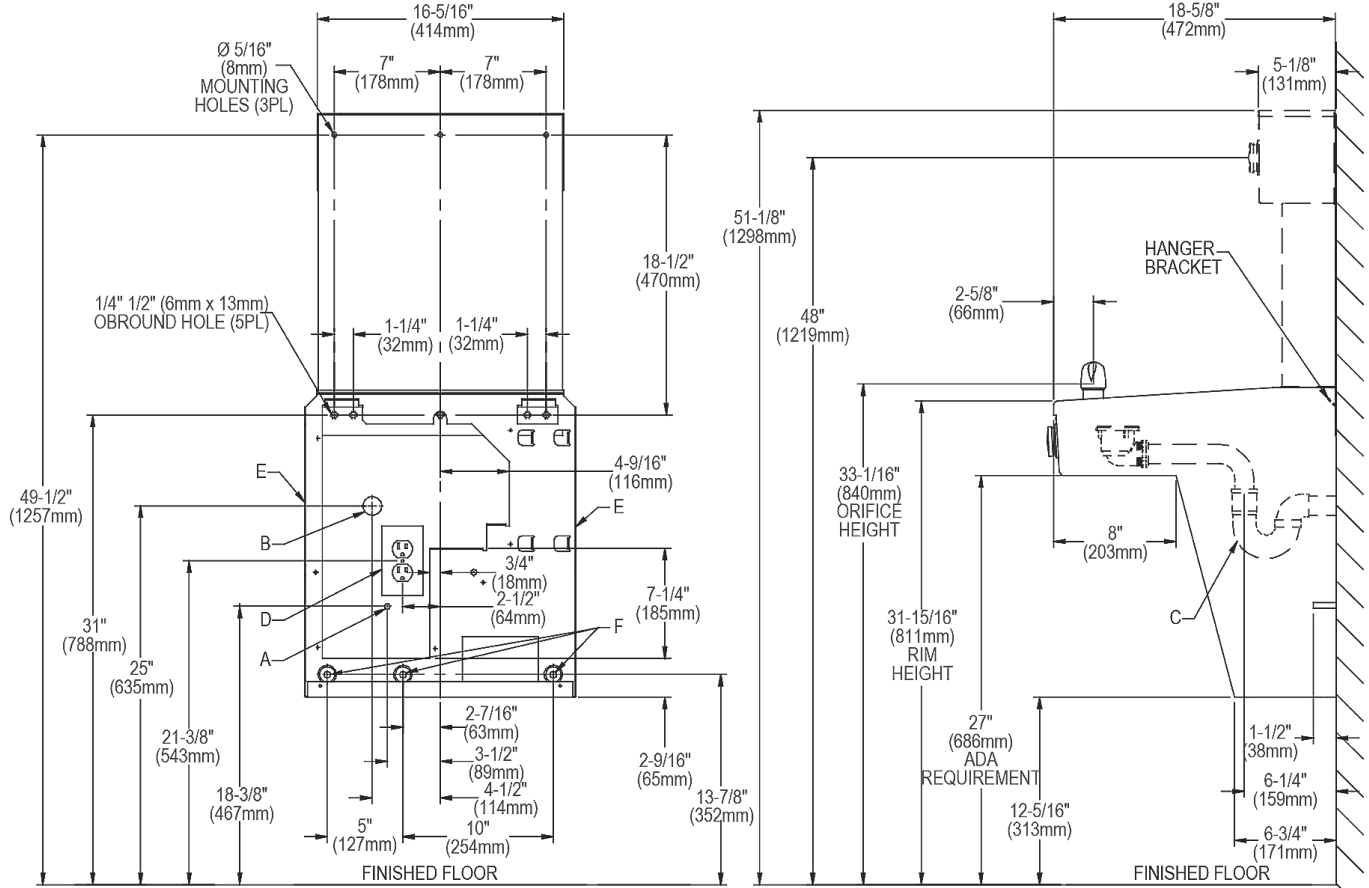 16-5/16"
(414mm)
Ø 5/16"
(8mm)
MOUNTING
HOLES (3PL)
7"
(178mm)
7"
(178mm)
18-1/2"
(470mm)
1/4" 1/2" (6mm x 13mm)
OBROUND HOLE (5PL)
1-1/4"
(32mm)
1-1/4"
(32mm)
4-9/16"
(116mm)
E
E
49-1/2"
(1257mm)
B
3/4"
(18mm)
2-1/2"
(64mm)
7-1/4"
(185mm)
D
F
31"
(788mm)
A
25"
(635mm)
21-3/8"
(543mm)
18-3/8"
(467mm)
2-7/16"
(63mm)
3-1/2"
(89mm)
4-1/2"
(114mm)
2-9/16"
(65mm)
13-7/8"
(352mm)
5"
(127mm)
10"
(254mm)
FINISHED FLOOR
18-5/8"
(472mm)
5-1/8"
(131mm)
51-1/8"
(1298mm)
HANGER
BRACKET
2-5/8"
(66mm)
48"
(1219mm)
33-1/16"
(840mm)
ORIFICE
HEIGHT
8"
(203mm)
C
31-15/16"
(811mm)
RIM
HEIGHT
27"
(686mm)
ADA
REQUIREMENT
1-1/2"
(38mm)
6-1/4"
(159mm)
12-5/16"
(313mm)
6-3/4"
(171mm)
FINISHED FLOOR